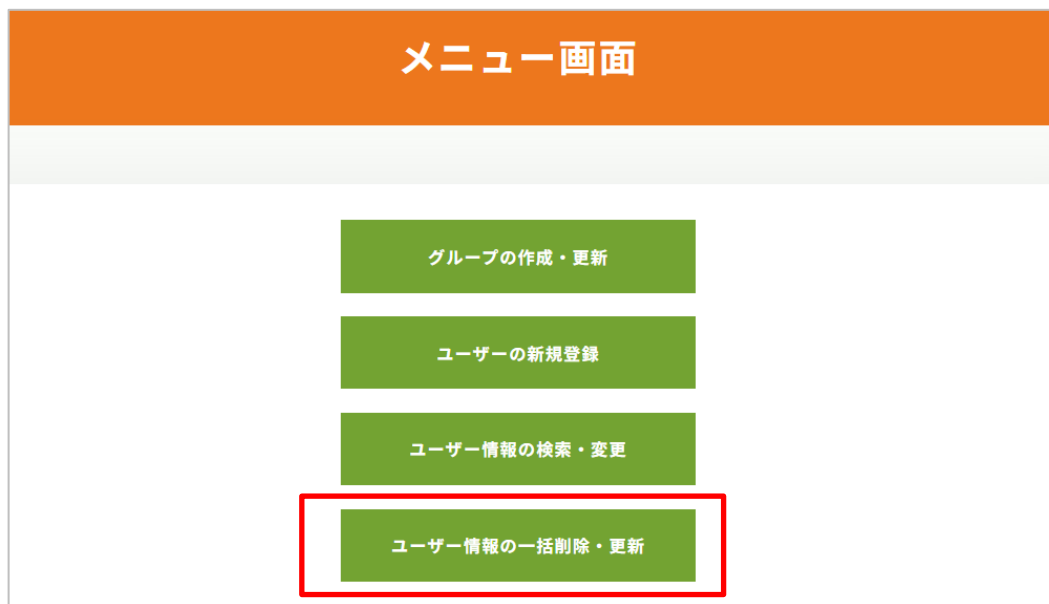 メニュー画面
グループの作成・更新
ユーザーの新規登録
ユーザー情報の検索・変更
ユーザー情報の一括削除・更新